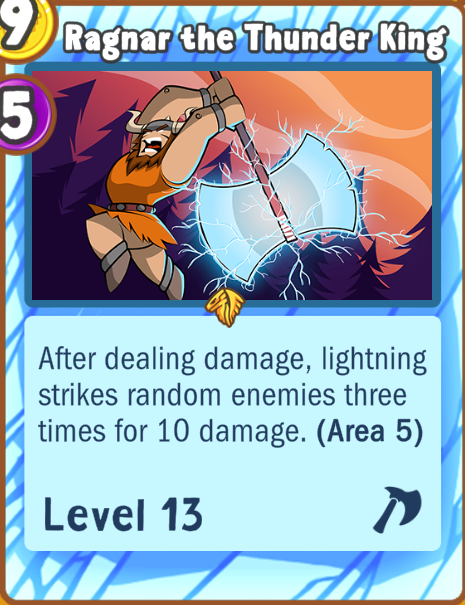 9
Ragnar the Thunder King
5
After dealing damage, lightning
strikes random enemies three
times for 10 damage. (Area 5)
Level 13